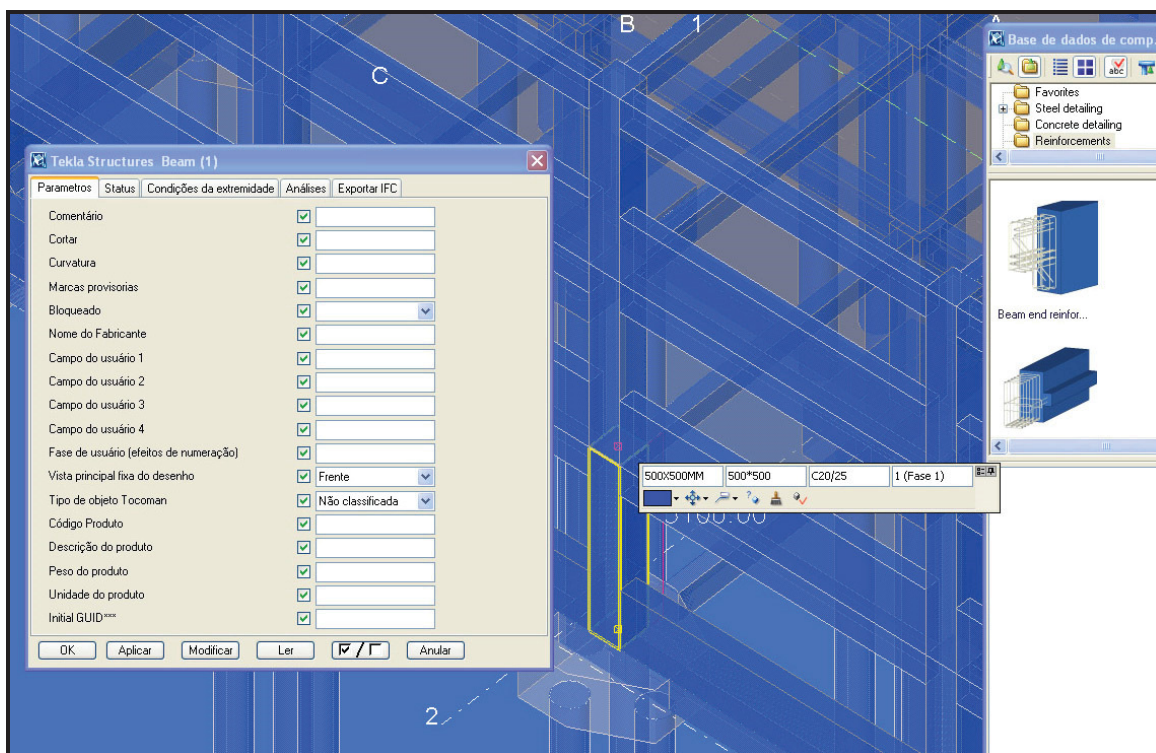 B 1
C
Base de dados de comp.
abc
Favorites
Steel detailing
Concrete detailing
Reinforcements
Beam end reinfor...
Tekla Structures Beam (1)
Parametros Status Condições da extremidade Análises Exportar IFC
Comentário
Cortar
Curvatura
Marcas provisorias
Bloqueado
Nome do Fabricante
Campo do usuário 1
Campo do usuário 2
Campo do usuário 3
Campo do usuário 4
Fase de usuário (efeitos de numeração)
Vista principal fixa do desenho Frente
Tipo de objeto Tocoman Não classificada
Código Produto
Descrição do produto
Peso do produto
Unidade do produto
Initial GUID***
OK Aplicar Modificar Ler / Anular
500X500MM 500*500 C20/25 1 (Fase 1)
2